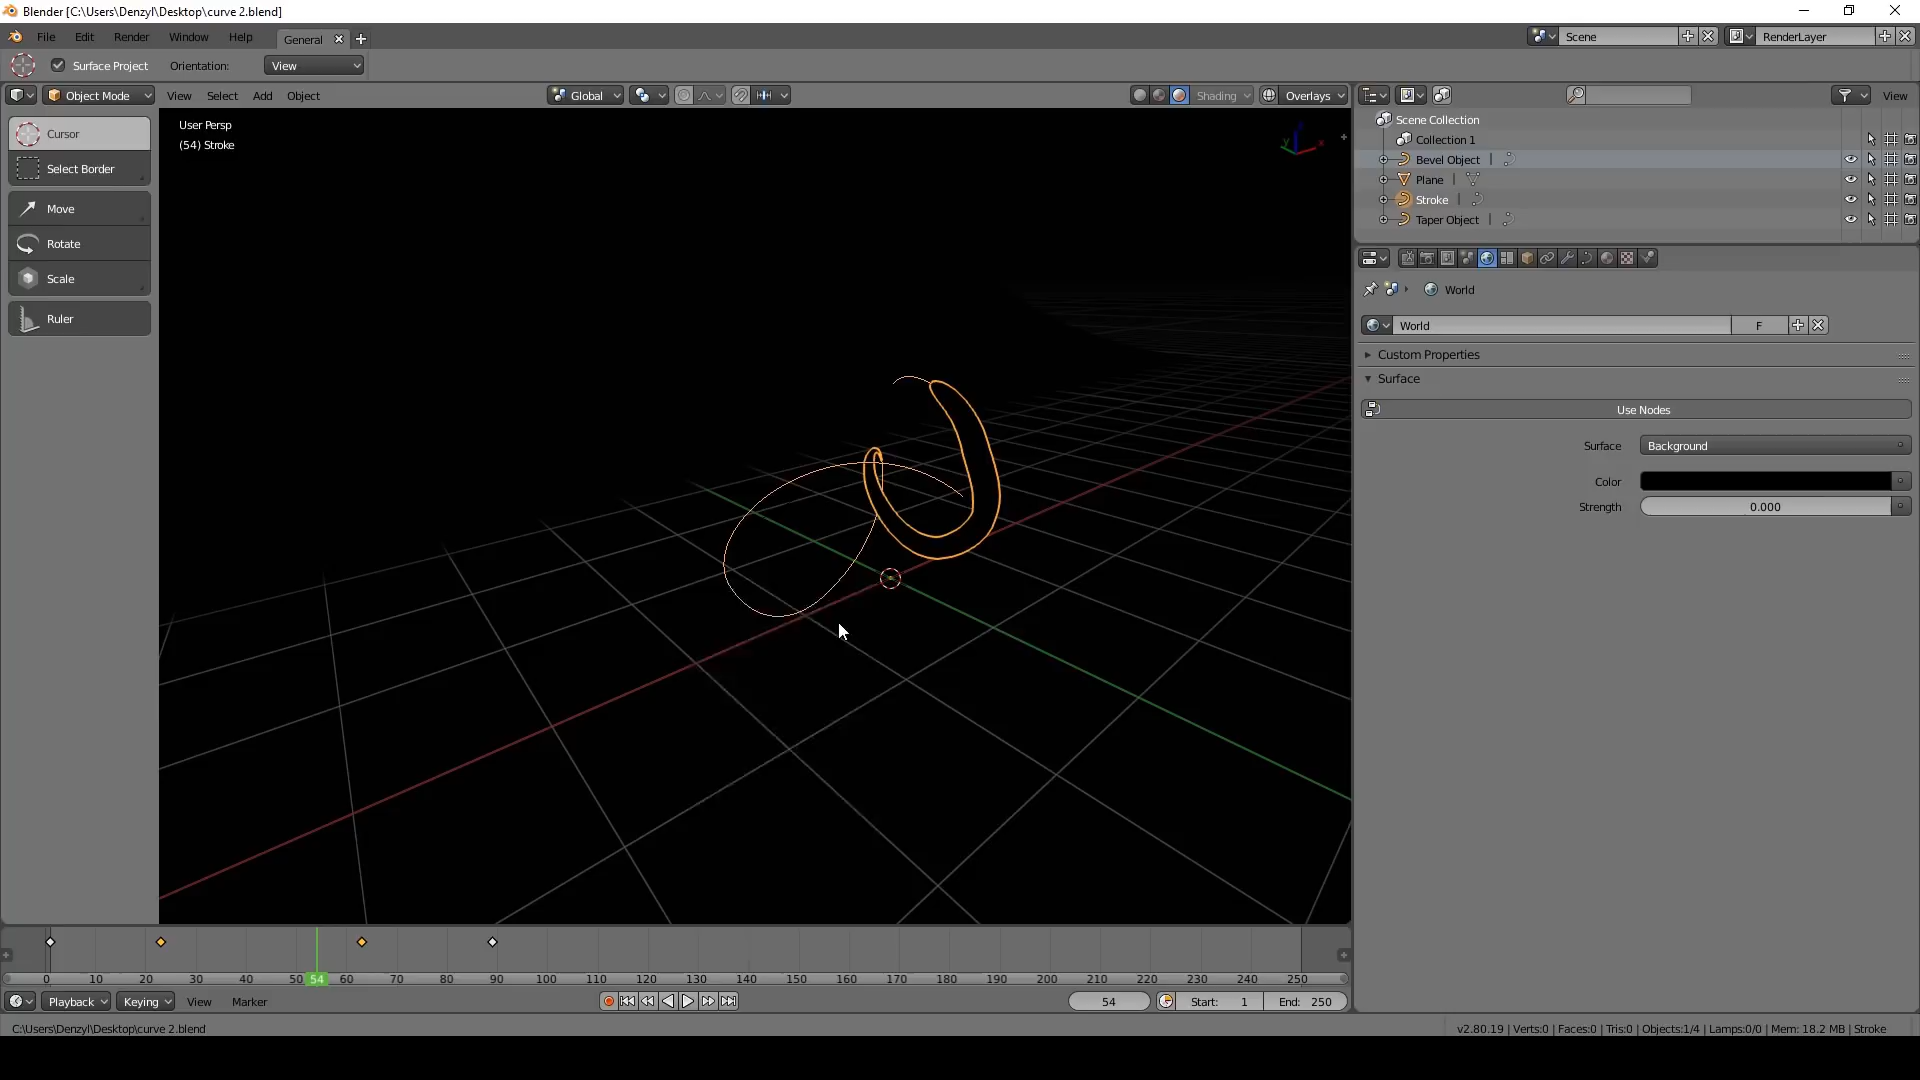 Blender [C:\Users\Denzyl\Desktop\curve 2.blend]
File Edit Render Window Help General Scene RenderLayer
Surface Project Orientation: View
Object Mode View Select Add Object Global Shading Overlays View
User Persp
(54) Stroke
Cursor
Select Border
Move
Rotate
Scale
Ruler
Scene Collection
Collection 1
Bevel Object
Plane
Stroke
Taper Object
World
World F
Custom Properties
Surface
Use Nodes
Surface Background
Color
Strength 0.000
0 10 20 30 40 50 54 60 70 80 90 100 110 120 130 140 150 160 170 180 190 200 210 220 230 240 250
Playback Keying View Marker 54 Start: 1 End: 250
C:\Users\Denzyl\Desktop\curve 2.blend
v2.80.19 | Verts:0 | Faces:0 | Tris:0 | Objects:1/4 | Lamps:0/0 | Mem: 18.2 MB | Stroke